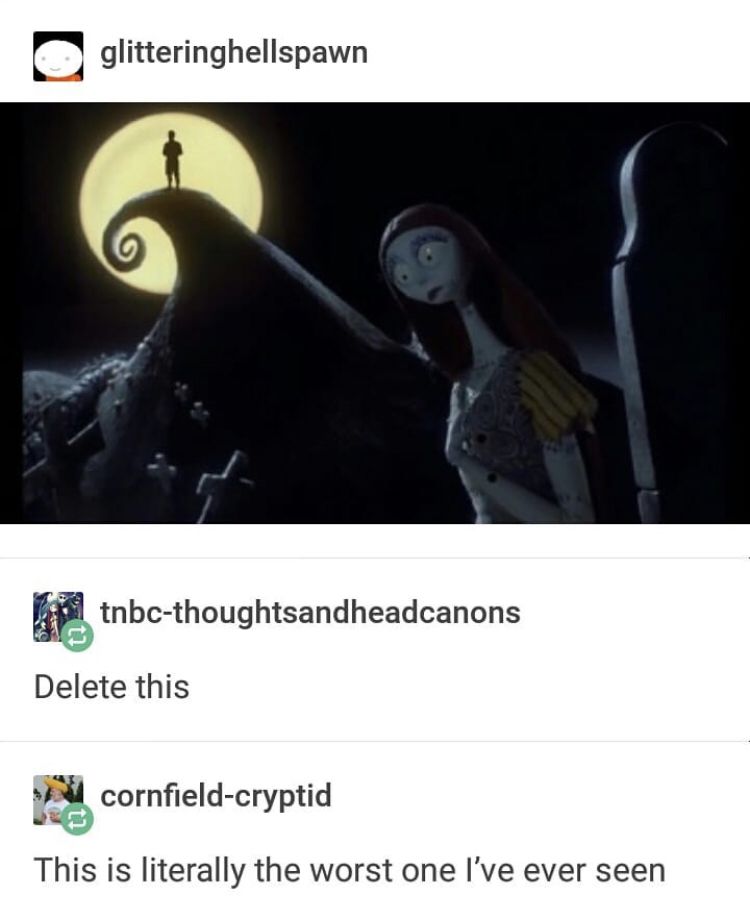 glitteringhellspawn
tnbc-thoughtsandheadcanons
Delete this
cornfield-cryptid
This is literally the worst one I've ever seen